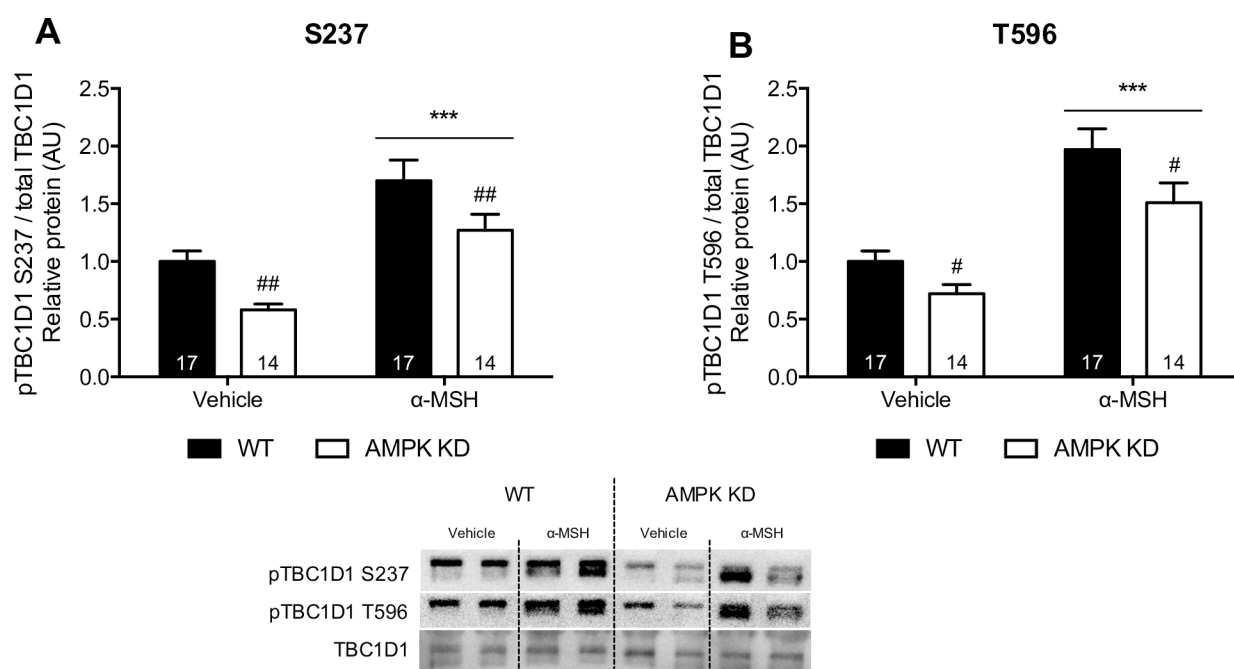 A
S237
pTBC1D1 S237 / total TBC1D1
Relative protein (AU)
2.5
2.0
1.5
1.0
0.5
0.0
***
##
##
17
14
17
14
Vehicle
α-MSH
WT
AMPK KD
B
T596
pTBC1D1 T596 / total TBC1D1
Relative protein (AU)
2.5
2.0
1.5
1.0
0.5
0.0
***
#
#
17
14
17
14
Vehicle
α-MSH
WT
AMPK KD
WT
AMPK KD
Vehicle
α-MSH
Vehicle
α-MSH
pTBC1D1 S237
pTBC1D1 T596
TBC1D1